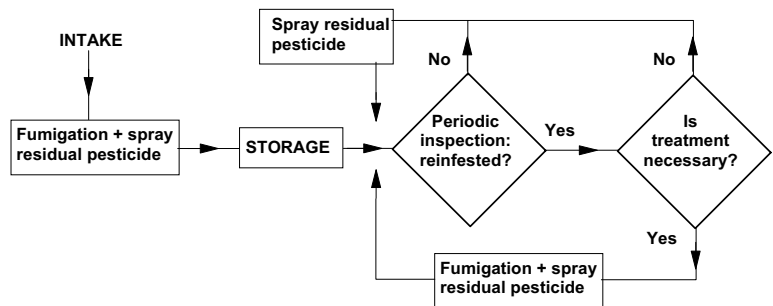 INTAKE
Fumigation + spray
residual pesticide
STORAGE
Spray residual
pesticide
Periodic
inspection:
reinfested?
No
Yes
Is
treatment
necessary?
No
Yes
Fumigation + spray
residual pesticide